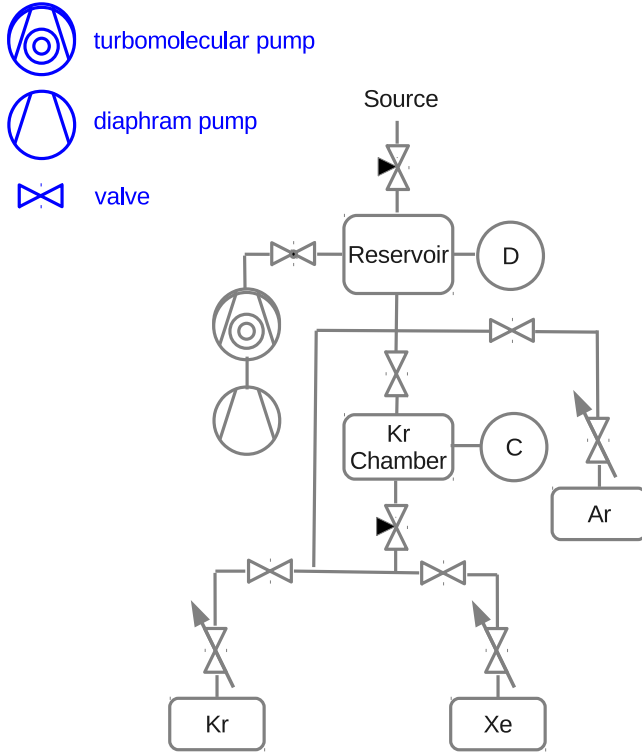 turbomolecular pump
diaphram pump
valve
Source
Reservoir
D
Kr
Chamber
C
Ar
Kr
Xe